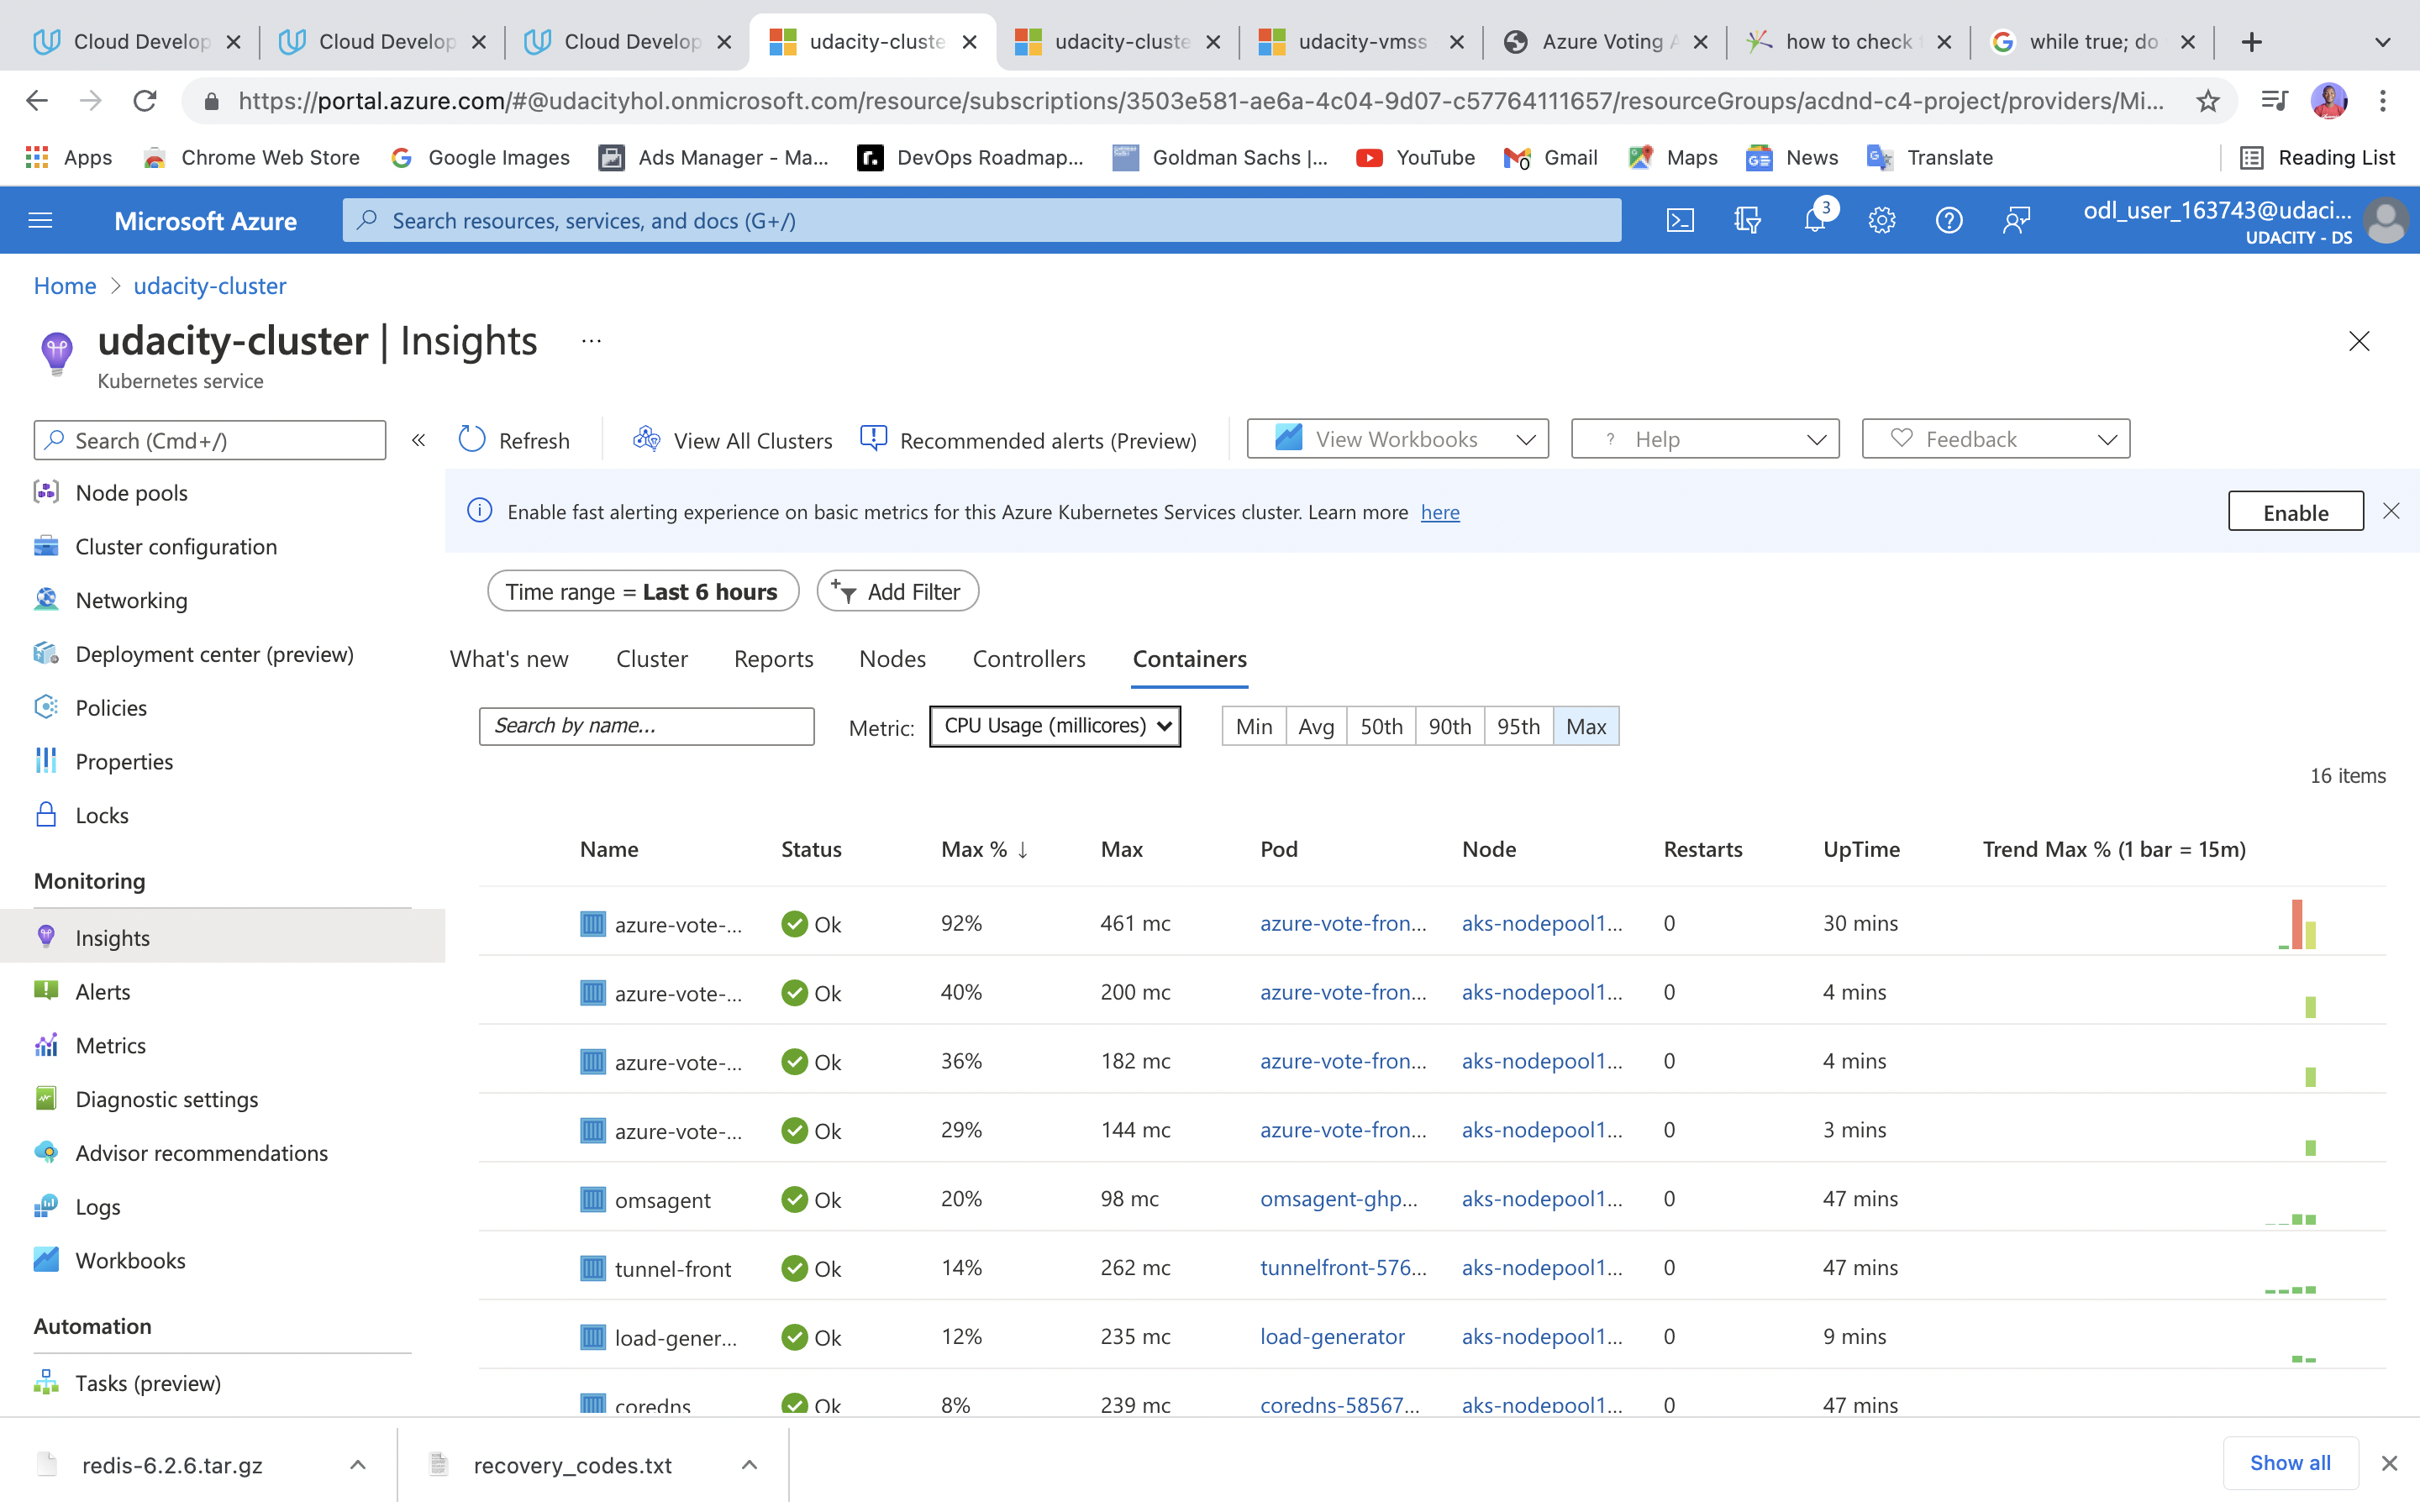 Cloud Develop
Cloud Develop
Cloud Develop
udacity-cluste
udacity-cluste
udacity-vmss
Azure Voting A
how to check
while true; do
https://portal.azure.com/#@udacityhol.onmicrosoft.com/resource/subscriptions/3503e581-ae6a-4c04-9d07-c57764111657/resourceGroups/acdnd-c4-project/providers/Mi...
Apps
Chrome Web Store
Google Images
Ads Manager - Ma...
DevOps Roadmap...
Goldman Sachs |...
YouTube
Gmail
Maps
News
Translate
Reading List
Microsoft Azure
Search resources, services, and docs (G+/)
3
odl_user_163743@udaci...
UDACITY - DS
Home > udacity-cluster
udacity-cluster | Insights ...
Kubernetes service
Search (Cmd+/)
«
Refresh
View All Clusters
Recommended alerts (Preview)
View Workbooks
? Help
Feedback
Node pools
Cluster configuration
Networking
Deployment center (preview)
Policies
Properties
Locks
Monitoring
Insights
Alerts
Metrics
Diagnostic settings
Advisor recommendations
Logs
Workbooks
Automation
Tasks (preview)
Enable fast alerting experience on basic metrics for this Azure Kubernetes Services cluster. Learn more here
Enable
Time range = Last 6 hours
Add Filter
What's new Cluster Reports Nodes Controllers Containers
Search by name...
Metric: CPU Usage (millicores)
Min Avg 50th 90th 95th Max
16 items
Name Status Max % ↓ Max Pod Node Restarts UpTime Trend Max % (1 bar = 15m)
azure-vote-... Ok 92% 461 mc azure-vote-fron... aks-nodepool1... 0 30 mins
azure-vote-... Ok 40% 200 mc azure-vote-fron... aks-nodepool1... 0 4 mins
azure-vote-... Ok 36% 182 mc azure-vote-fron... aks-nodepool1... 0 4 mins
azure-vote-... Ok 29% 144 mc azure-vote-fron... aks-nodepool1... 0 3 mins
omsagent Ok 20% 98 mc omsagent-ghp... aks-nodepool1... 0 47 mins
tunnel-front Ok 14% 262 mc tunnelfront-576... aks-nodepool1... 0 47 mins
load-gener... Ok 12% 235 mc load-generator aks-nodepool1... 0 9 mins
coredns Ok 8% 239 mc coredns-58567... aks-nodepool1... 0 47 mins
redis-6.2.6.tar.gz
recovery_codes.txt
Show all